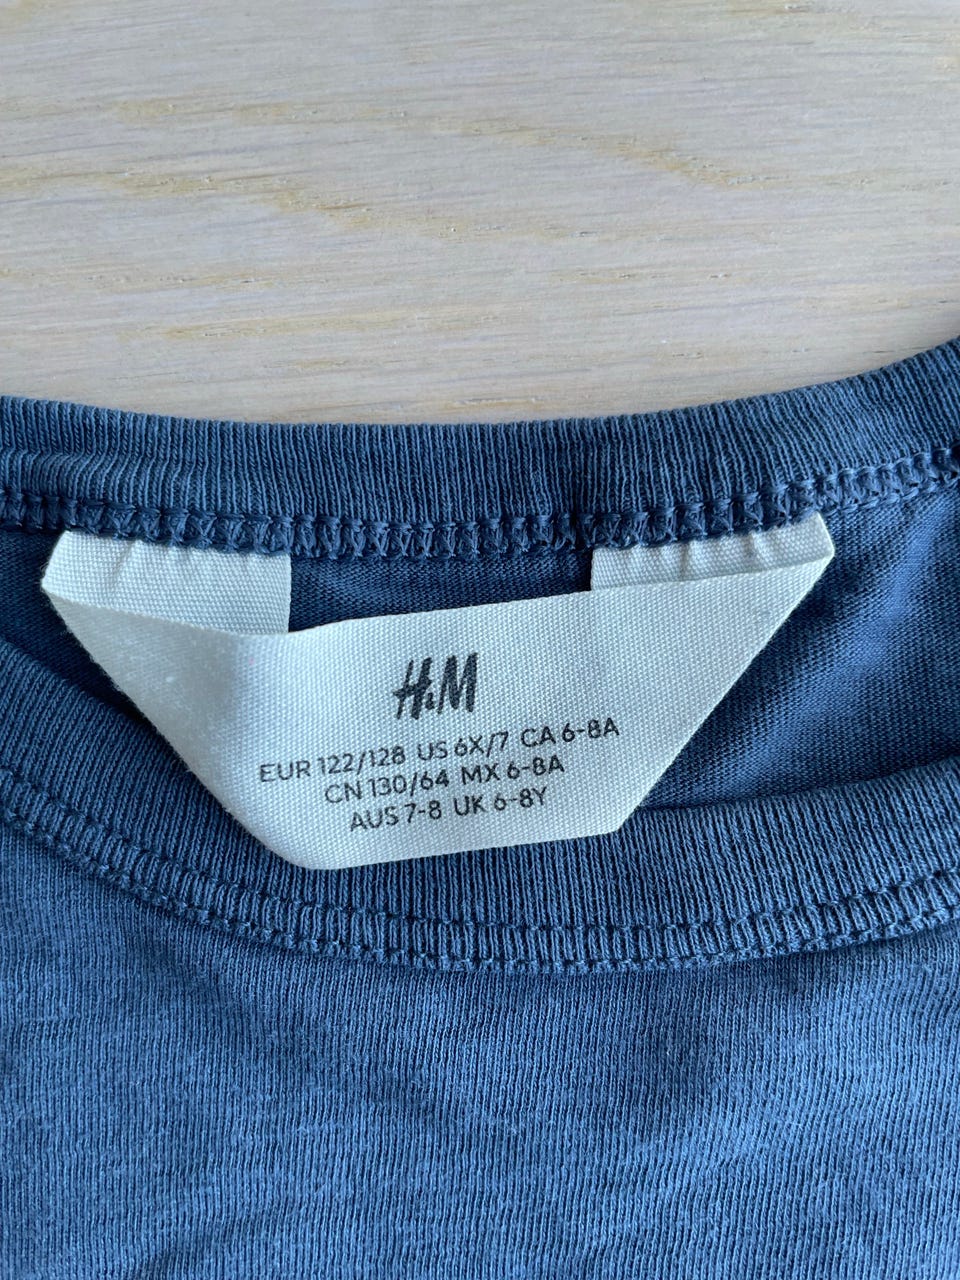 H&M
EUR 122/128 US 6X/7 CA 6-8A
CN 130/64 MX 6-8A
AUS 7-8 UK 6-8Y